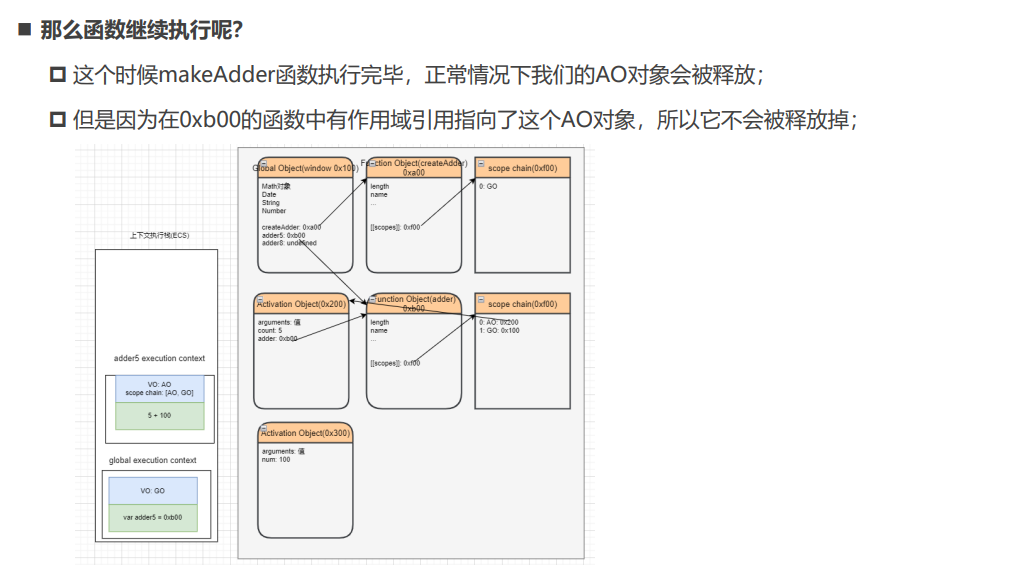 那么函数继续执行呢?
这个时候makeAdder函数执行完毕，正常情况下我们的AO对象会被释放；
但是因为在0xb00的函数中有作用域引用指向了这个AO对象，所以它不会被释放掉；
上下文执行栈(ECS)
adder5 execution context
VO: AO
scope chain: [AO, GO]
5 + 100
global execution context
VO: GO
var adder5 = 0xb00
Global Object(window 0x100)
Math对象
Date
String
Number
createAdder: 0xa00
adder5: 0xb00
adder8: undefined
Function Object(createAdder)
0xa00
length
name
...
[[scopes]]: 0xf00
scope chain(0xf00)
0: GO
Activation Object(0x200)
arguments: 值
count: 5
adder: 0xb00
Function Object(adder)
0xb00
length
name
...
[[scopes]]: 0xf00
scope chain(0xf00)
0: AO: 0x200
1: GO: 0x100
Activation Object(0x300)
arguments: 值
num: 100